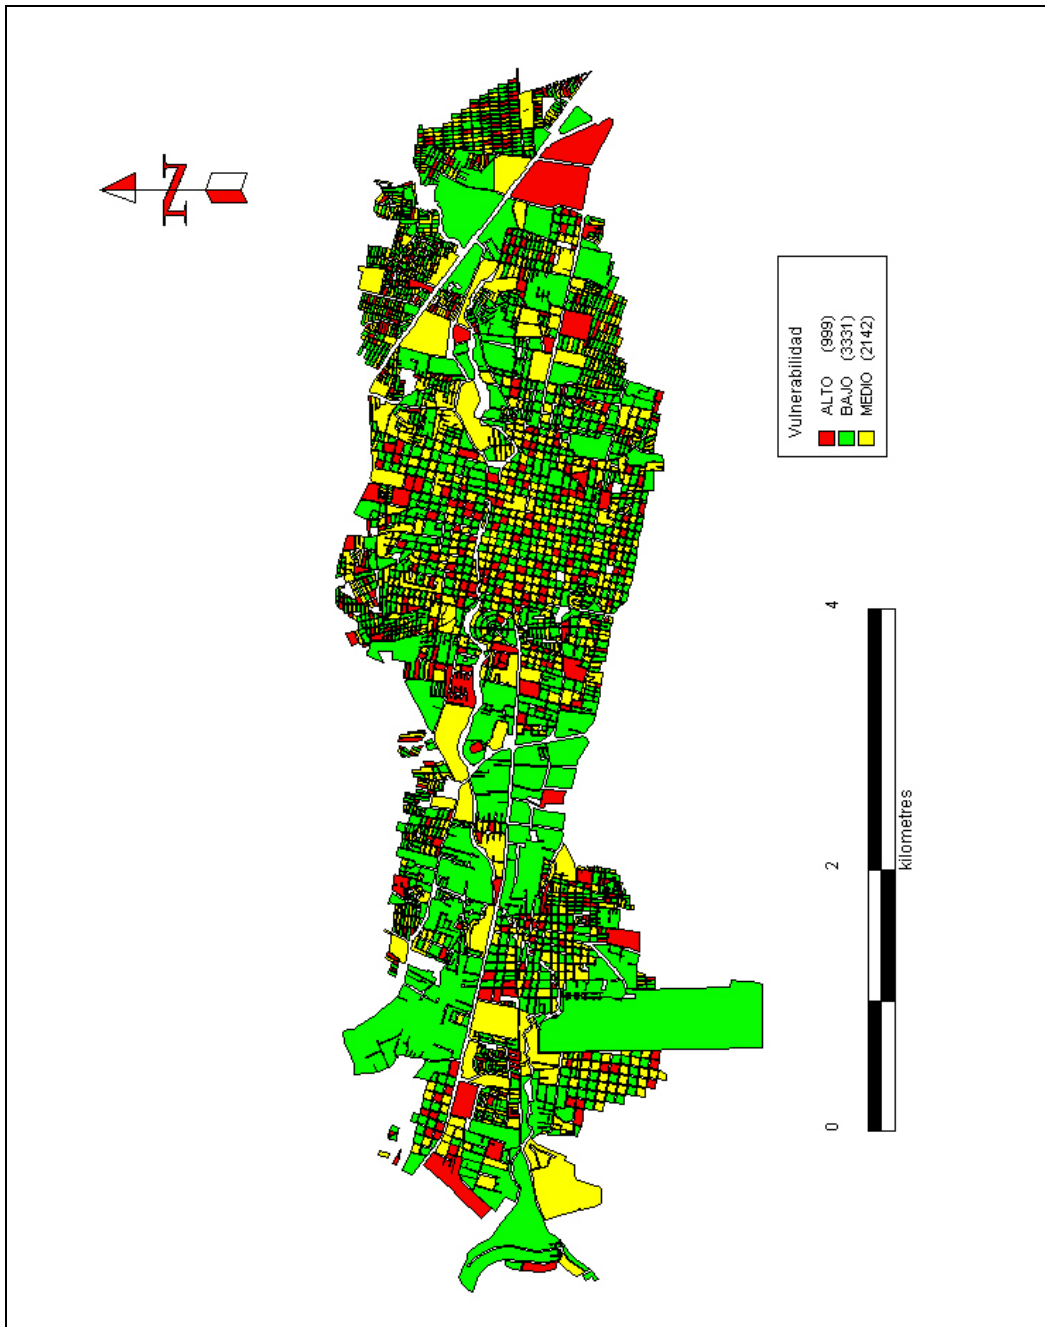 N
Vulnerabilidad
ALTO (999)
BAJO (3331)
MEDIO (2142)
0 2 4
kilometres